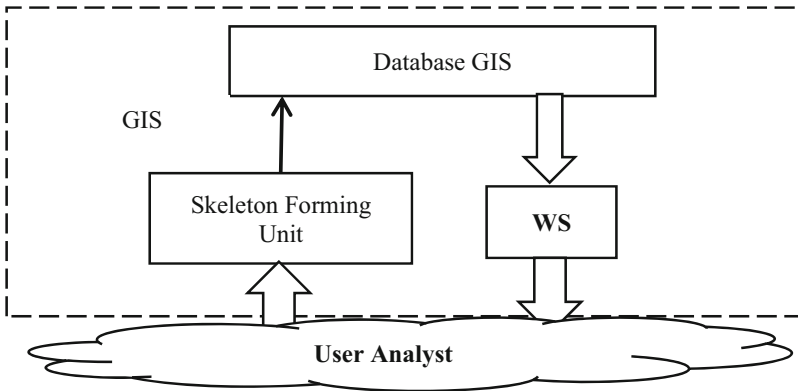 Database GIS
GIS
Skeleton Forming
Unit
WS
User Analyst